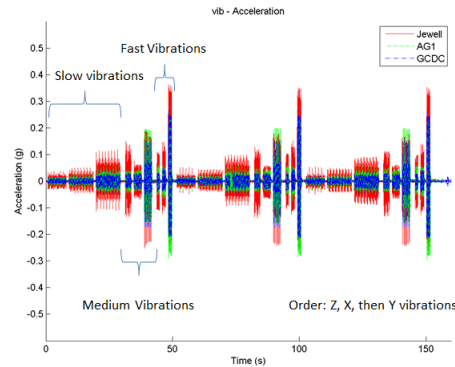 vib - Acceleration
Jewell
AG1
GCDC
Fast Vibrations
Slow vibrations
Medium Vibrations
Order: Z, X, then Y vibrations
Acceleration (g)
0.5
0.4
0.3
0.2
0.1
0
-0.1
-0.2
-0.3
-0.4
-0.5
0 50 100 150
Time (s)